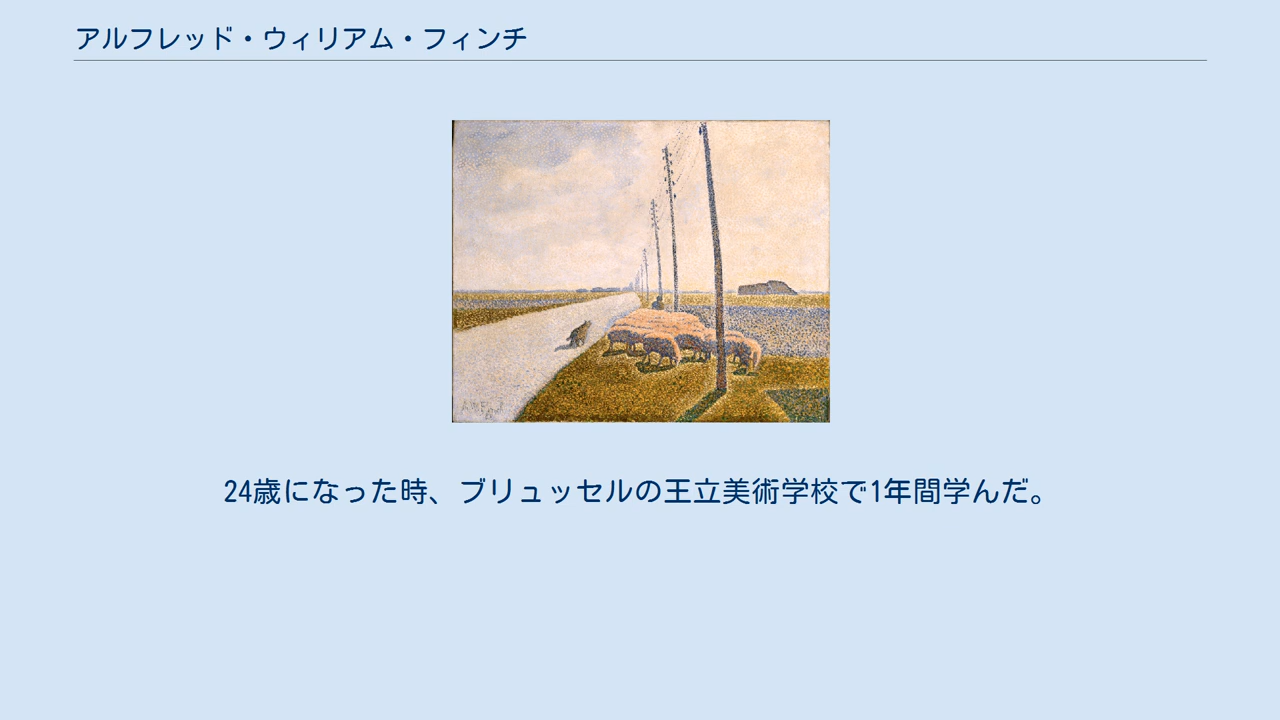 アルフレッド・ウィリアム・フィンチ
24歳になった時、ブリュッセルの王立美術学校で1年間学んだ。